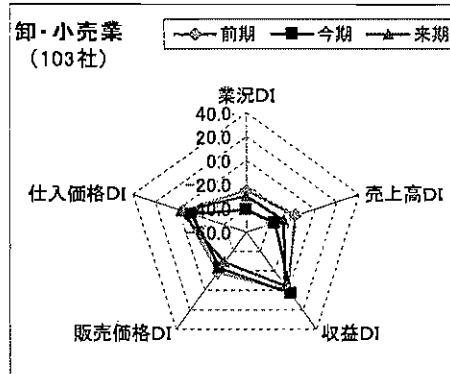 卸・小売業
(103社)
前期 今期 来期
業況DI
40.0
20.0
0.0
20.0
40.0
60.0
売上高DI
収益DI
販売価格DI
仕入価格DI